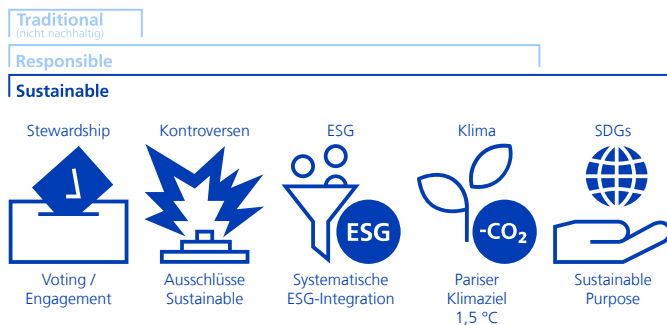 Traditional
(nicht nachhaltig)
Responsible
Sustainable
Stewardship
Kontroversen
ESG
Klima
SDGs
ESG
-CO₂
Voting /
Engagement
Ausschlüsse
Sustainable
Systematische
ESG-Integration
Pariser
Klimaziel
1,5 °C
Sustainable
Purpose